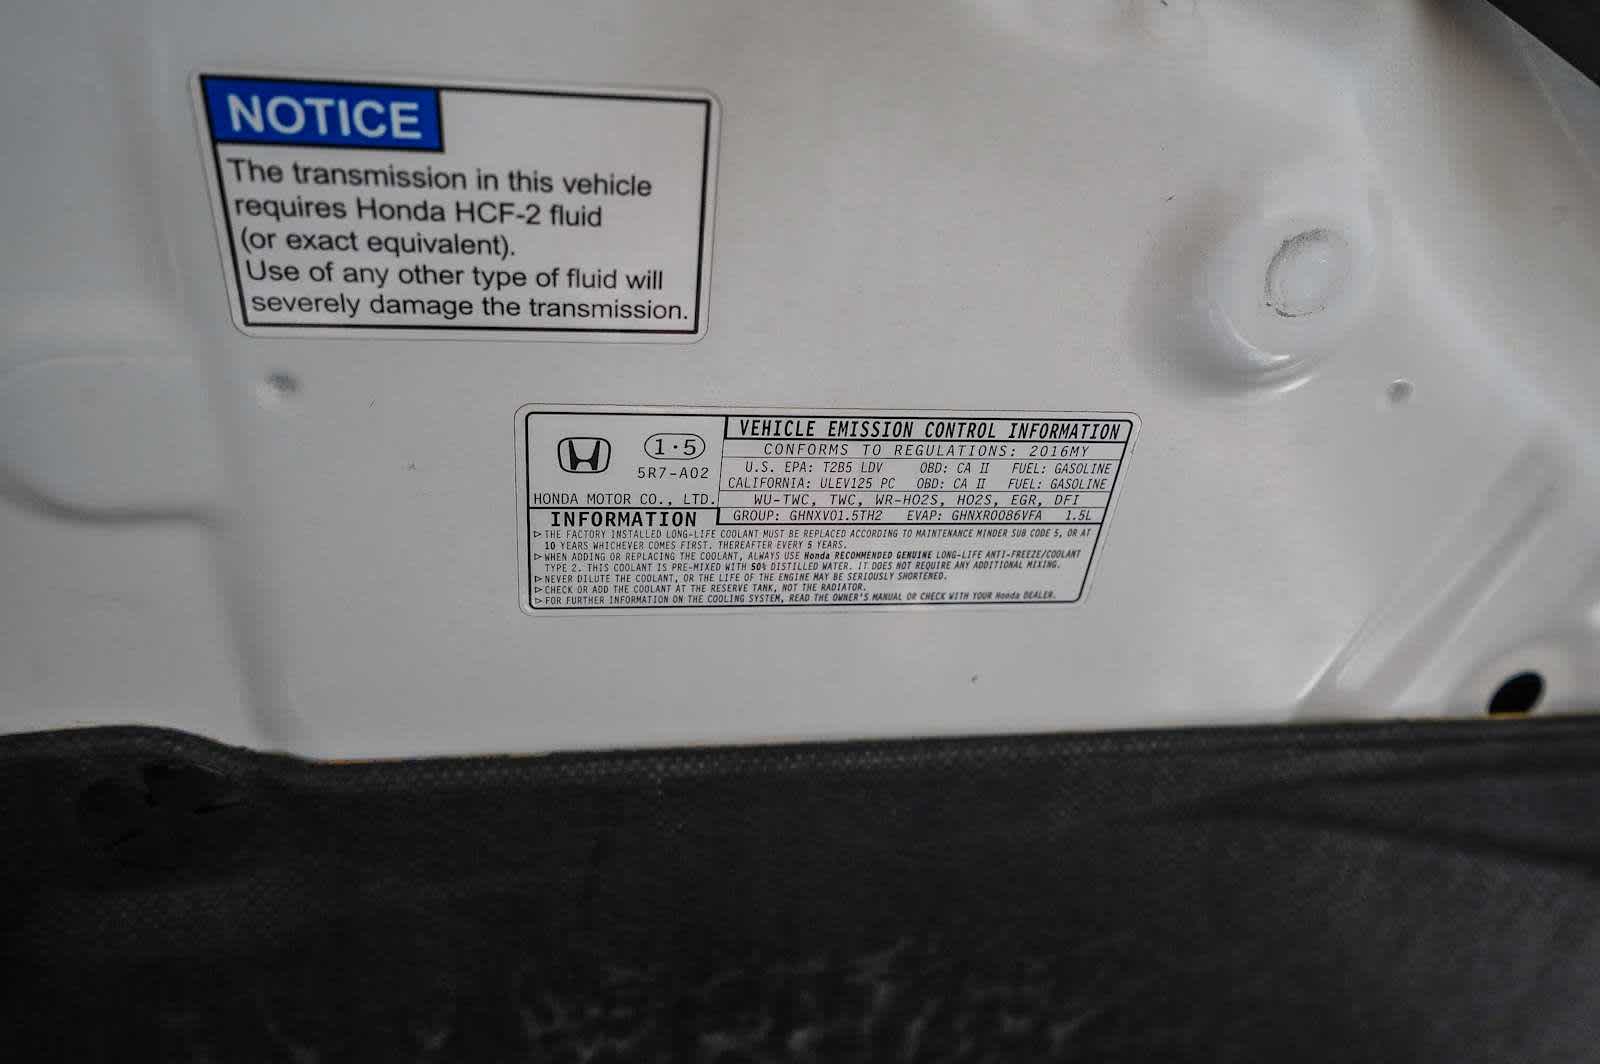 NOTICE
The transmission in this vehicle
requires Honda HCF-2 fluid
(or exact equivalent).
Use of any other type of fluid will
severely damage the transmission.
1·5
5R7-A02
HONDA MOTOR CO., LTD.
VEHICLE EMISSION CONTROL INFORMATION
CONFORMS TO REGULATIONS: 2016MY
U.S. EPA: T2B5 LDV OBD: CA II FUEL: GASOLINE
CALIFORNIA: ULEV125 PC OBD: CA II FUEL: GASOLINE
WU-TWC, TWC, WR-HO2S, HO2S, EGR, DFI
GROUP: GHNXV01.5TH2 EVAP: GHNXR0086VFA 1.5L
INFORMATION
▷THE FACTORY INSTALLED LONG-LIFE COOLANT MUST BE REPLACED ACCORDING TO MAINTENANCE MINDER SUB CODE 5, OR AT
10 YEARS WHICHEVER COMES FIRST. THEREAFTER EVERY 5 YEARS.
▷WHEN ADDING OR REPLACING THE COOLANT, ALWAYS USE Honda RECOMMENDED GENUINE LONG-LIFE ANTI-FREEZE/COOLANT
TYPE 2. THIS COOLANT IS PRE-MIXED WITH 50% DISTILLED WATER. IT DOES NOT REQUIRE ANY ADDITIONAL MIXING.
▷NEVER DILUTE THE COOLANT, OR THE LIFE OF THE ENGINE MAY BE SERIOUSLY SHORTENED.
▷CHECK OR ADD THE COOLANT AT THE RESERVE TANK, NOT THE RADIATOR.
▷FOR FURTHER INFORMATION ON THE COOLING SYSTEM, READ THE OWNER'S MANUAL OR CHECK WITH YOUR Honda DEALER.